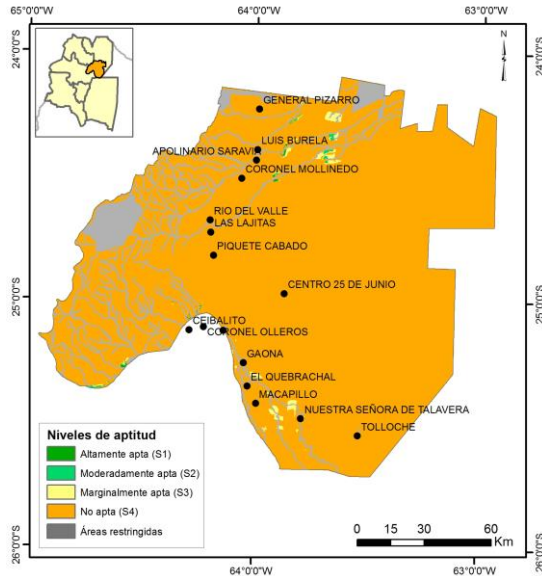 65°0'0"W
64°0'0"W
63°0'0"W
24°0'0"S
24°0'0"S
N
GENERAL PIZARRO
LUIS BURELA
APOLINARIO SARAVIA
CORONEL MOLLINEDO
RIO DEL VALLE
LAS LAJITAS
PIQUETE CABADO
CENTRO 25 DE JUNIO
25°0'0"S
25°0'0"S
CEIBALITO
CORONEL OLLEROS
GAONA
EL QUEBRACHAL
MACAPILLO
NUESTRA SEÑORA DE TALAVERA
TOLLOCHE
Niveles de aptitud
Altamente apta (S1)
Moderadamente apta (S2)
Marginalmente apta (S3)
No apta (S4)
Áreas restringidas
0 15 30 60
Km
26°0'0"S
26°0'0"S
64°0'0"W
63°0'0"W